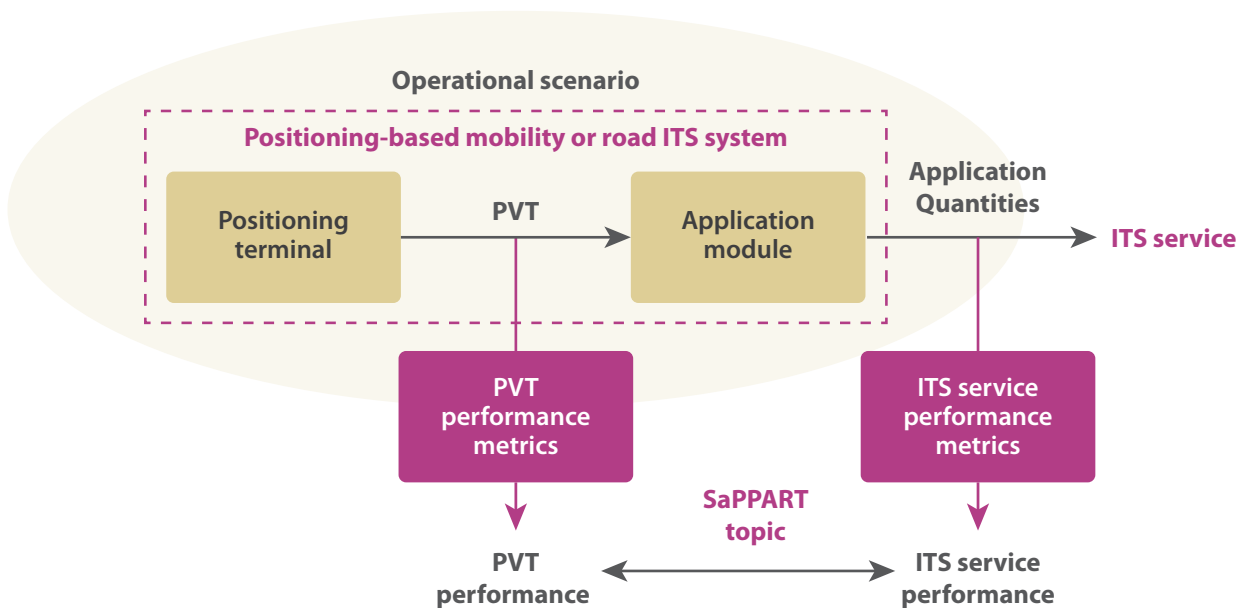 Operational scenario
Positioning-based mobility or road ITS system
Positioning
terminal
PVT
Application
module
Application
Quantities
ITS service
PVT
performance
metrics
ITS service
performance
metrics
SaPPART
topic
PVT
performance
ITS service
performance